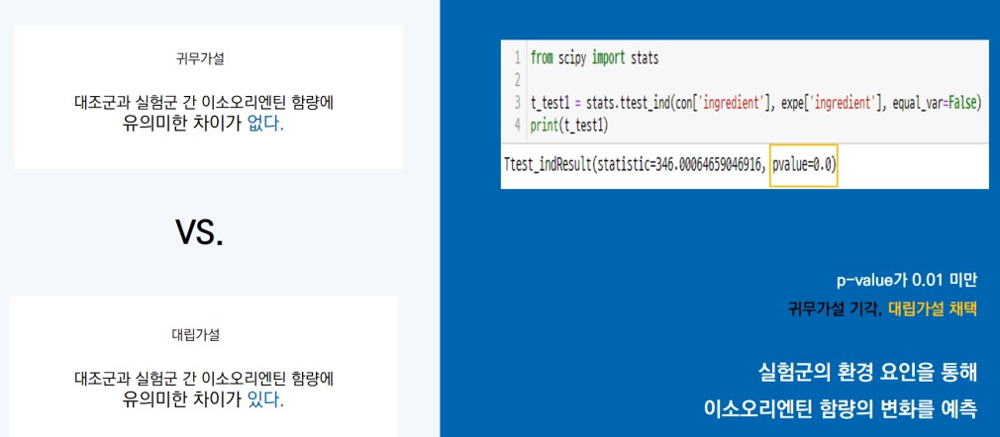 귀무가설
대조군과 실험군 간 이소오리엔틴 함량에
유의미한 차이가 없다.
VS.
대립가설
대조군과 실험군 간 이소오리엔틴 함량에
유의미한 차이가 있다.
1 from scipy import stats
2
3 t_test1 = stats.ttest_ind(con['ingredient'], expe['ingredient'], equal_var=False)
4 print(t_test1)
Ttest_indResult(statistic=346.00064659046916, pvalue=0.0)
p-value가 0.01 미만
귀무가설 기각, 대립가설 채택
실험군의 환경 요인을 통해
이소오리엔틴 함량의 변화를 예측